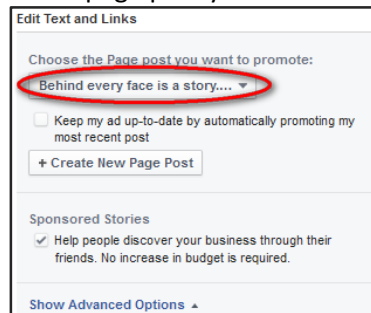 Edit Text and Links
Choose the Page post you want to promote:
Behind every face is a story....
Keep my ad up-to-date by automatically promoting my
most recent post
+ Create New Page Post
Sponsored Stories
Help people discover your business through their
friends. No increase in budget is required.
Show Advanced Options